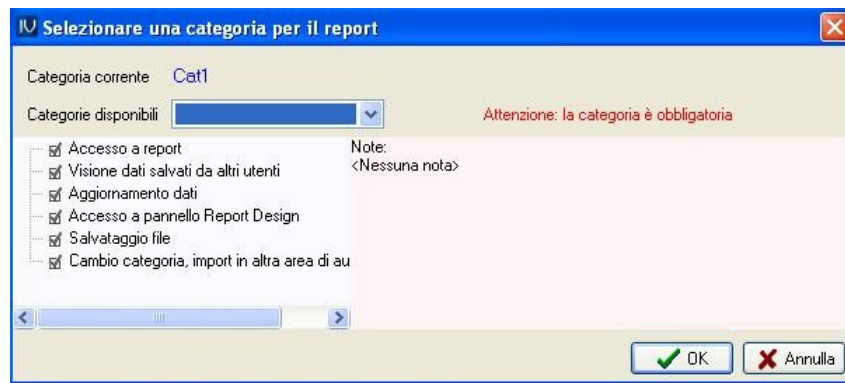 IV Selezionare una categoria per il report
Categoria corrente Cat1
Categorie disponibili
Attenzione: la categoria è obbligatoria
Accesso a report
Visione dati salvati da altri utenti
Aggiornamento dati
Accesso a pannello Report Design
Salvataggio file
Cambio categoria, import in altra area di au
Note:
<Nessuna nota>
OK
Annulla